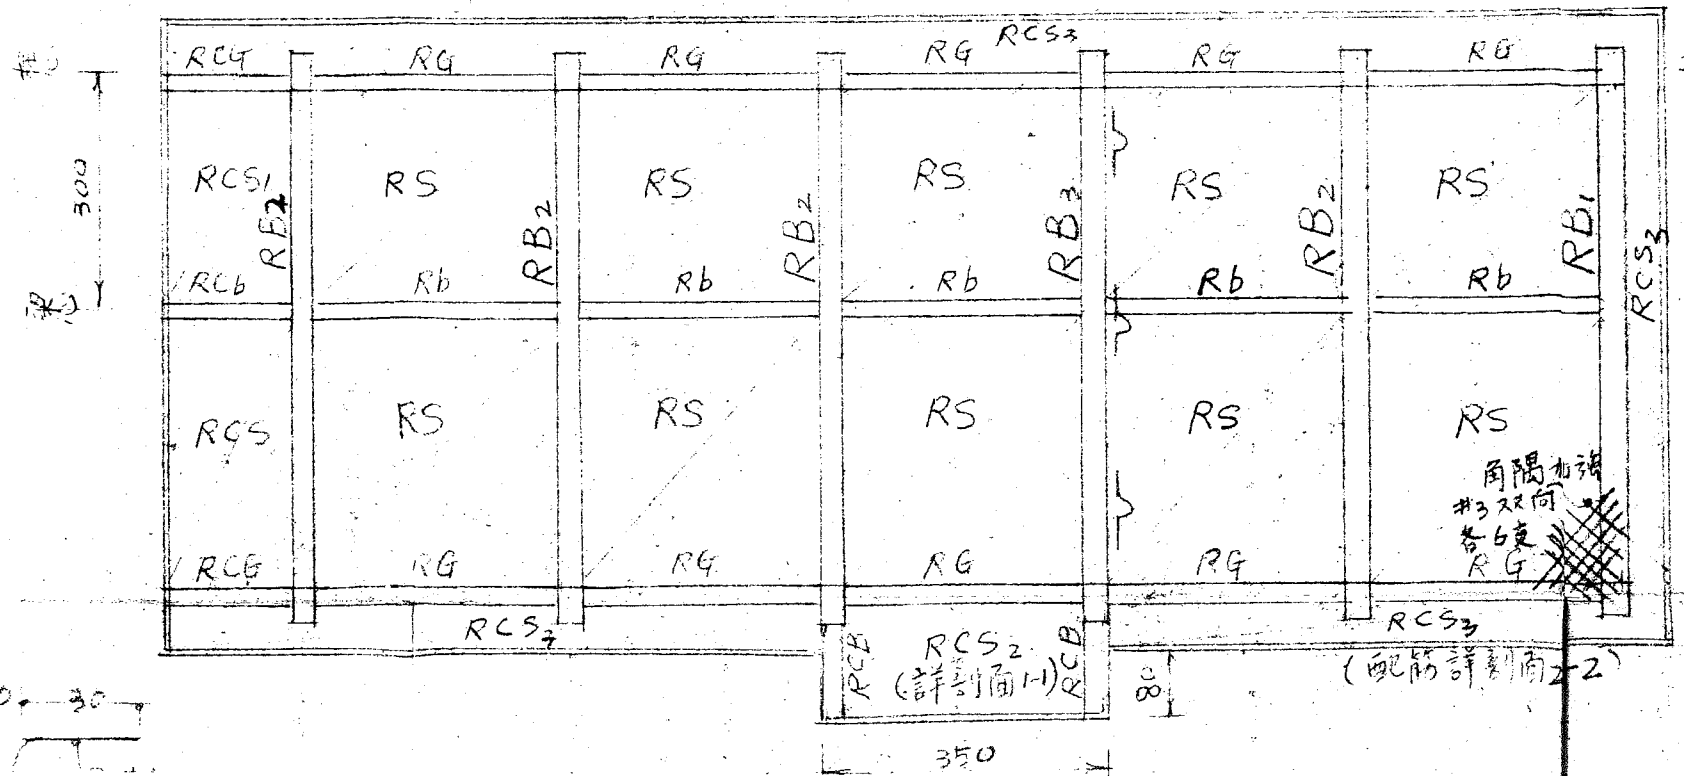 RCS3
RCG RG RG RG RG RG
300
RCS1 RS RS RS RS RS
RB2 RB2 RB2 RB3 RB2 RB1
RCS3
RCb Rb Rb Rb Rb Rb
RCS RS RS RS RS RS
角隅補強
#3双向
各6支
RCG RG RG RG RG RG
RCS3
RCS3
RCB RCS2 RCB
(詳剖面1-1)
(配筋詳剖面2-2)
80
30
350